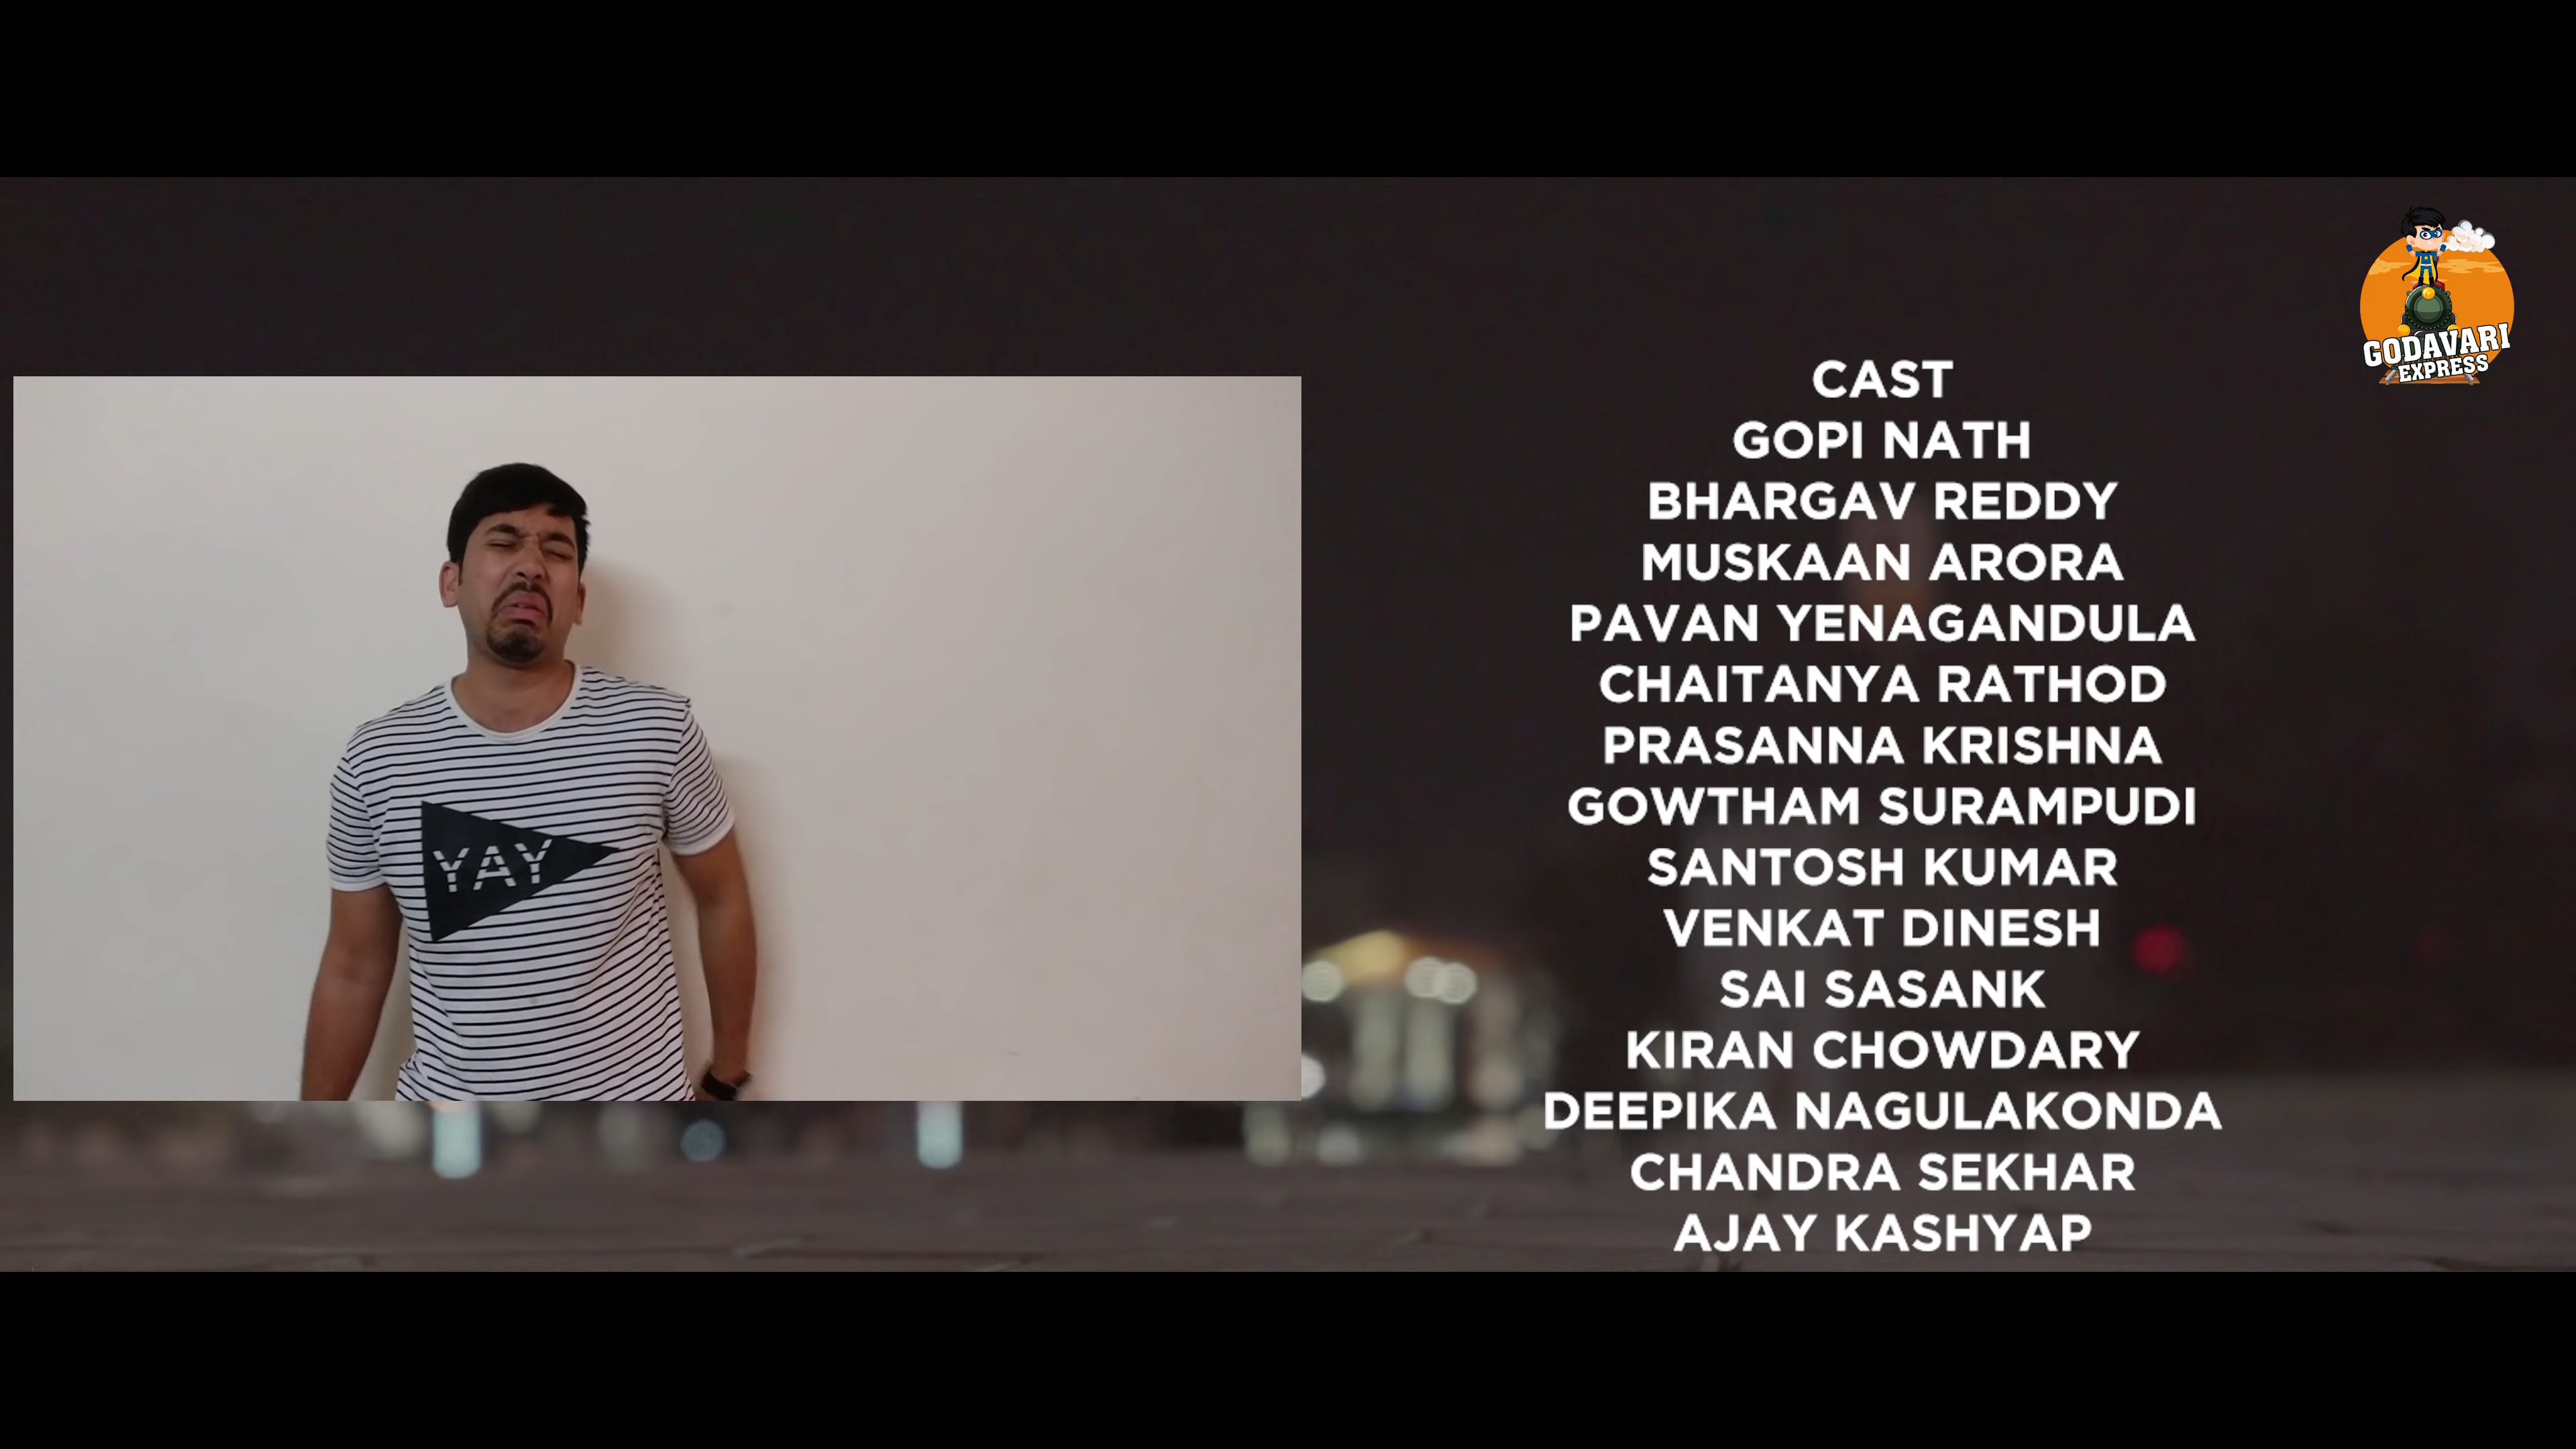 GODAVARI
EXPRESS
CAST
GOPI NATH
BHARGAV REDDY
MUSKAAN ARORA
PAVAN YENAGANDULA
CHAITANYA RATHOD
PRASANNA KRISHNA
GOWTHAM SURAMPUDI
SANTOSH KUMAR
VENKAT DINESH
SAI SASANK
KIRAN CHOWDARY
DEEPIKA NAGULAKONDA
CHANDRA SEKHAR
AJAY KASHYAP
YAY